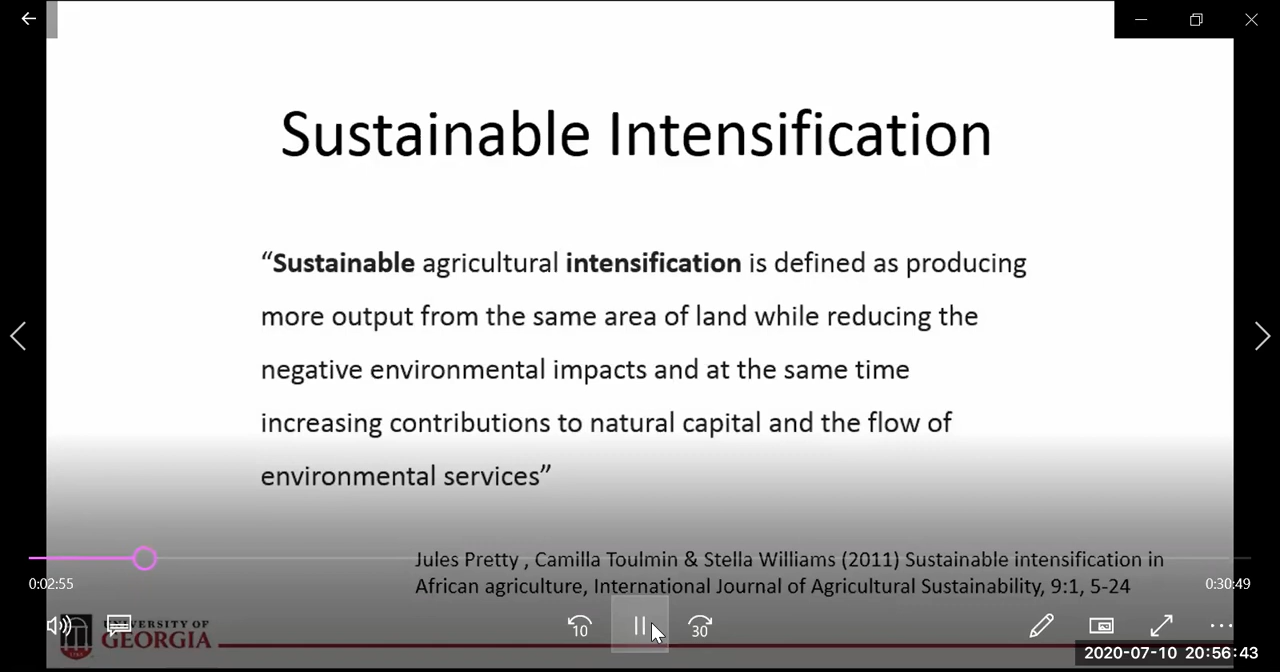 Sustainable Intensification
“Sustainable agricultural intensification is defined as producing
more output from the same area of land while reducing the
negative environmental impacts and at the same time
increasing contributions to natural capital and the flow of
environmental services”
Jules Pretty , Camilla Toulmin & Stella Williams (2011) Sustainable intensification in
African agriculture, International Journal of Agricultural Sustainability, 9:1, 5-24
0:02:55
0:30:49
UNIVERSITY OF
GEORGIA
10
30
2020-07-10 20:56:43